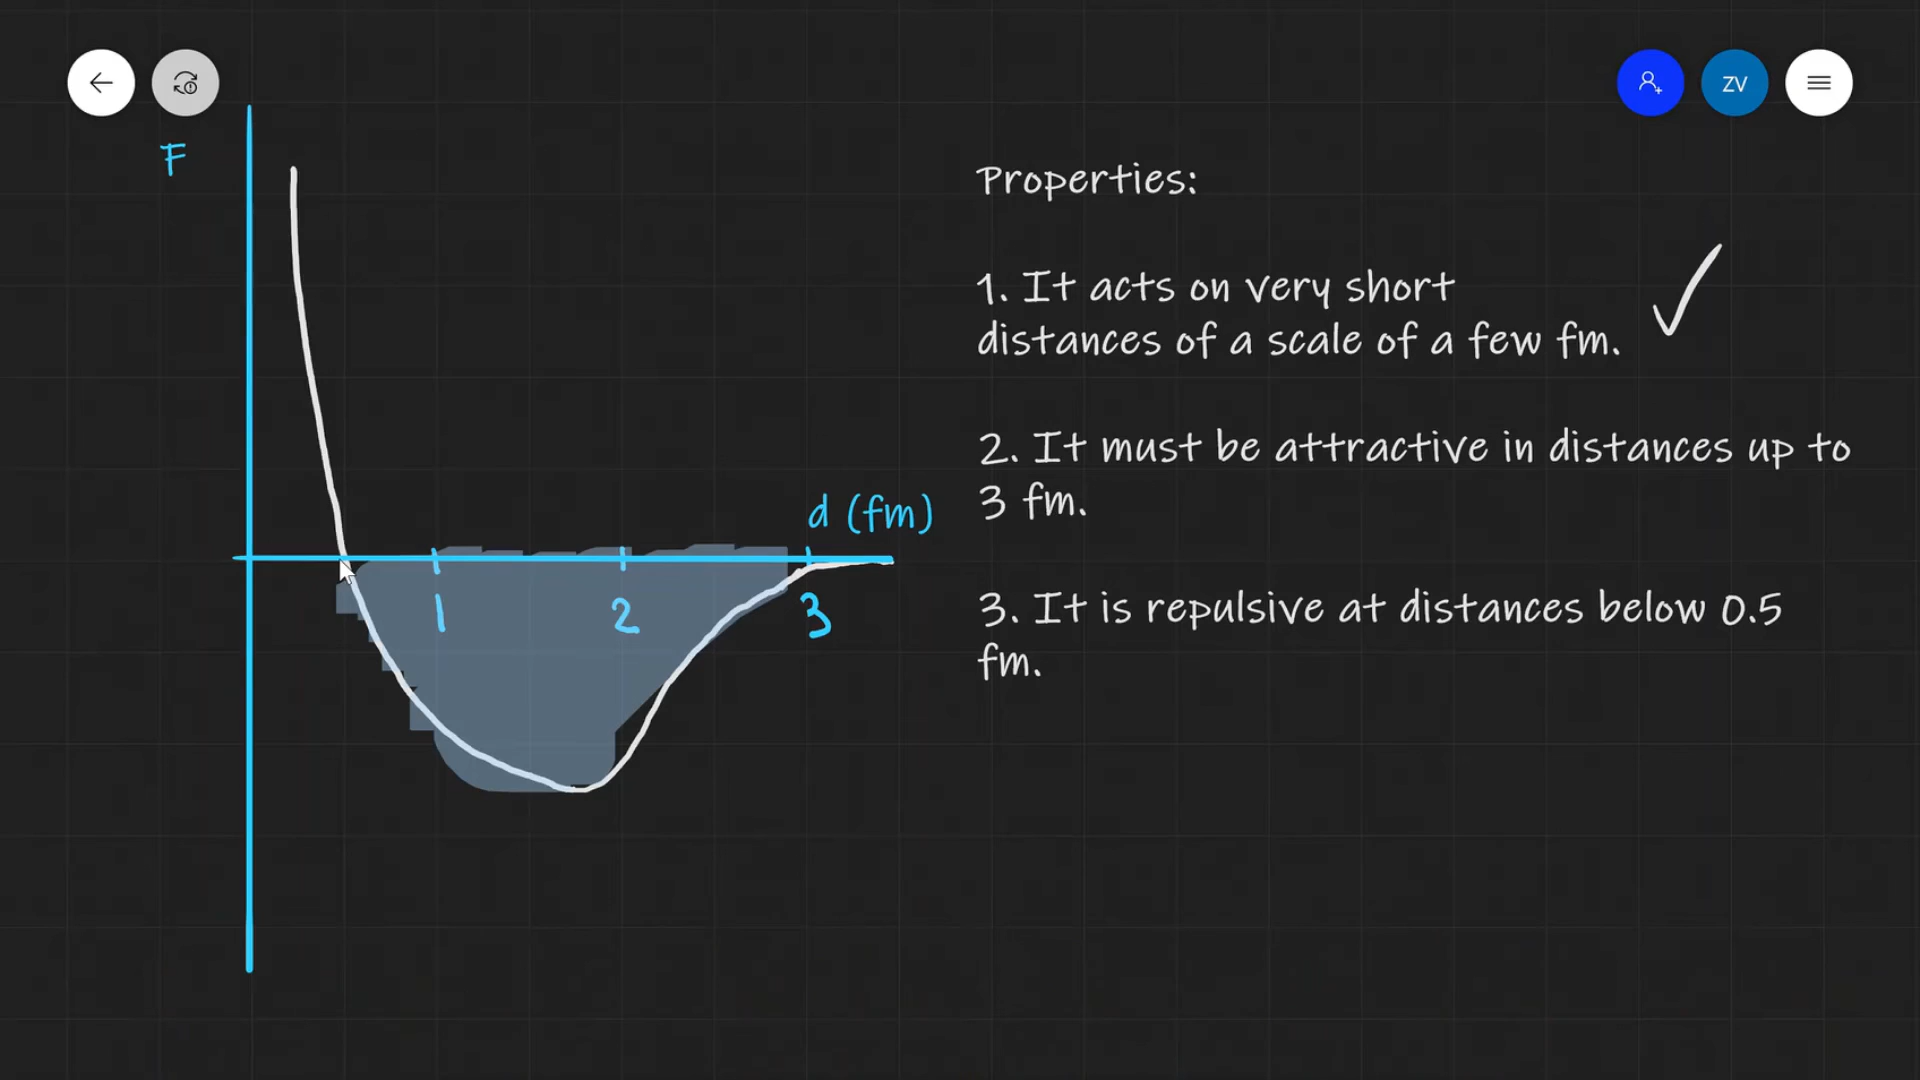 ZV
F
Properties:
1. It acts on very short
distances of a scale of a few fm.
2. It must be attractive in distances up to
3 fm.
d (fm)
1
2
3
3. It is repulsive at distances below 0.5
fm.